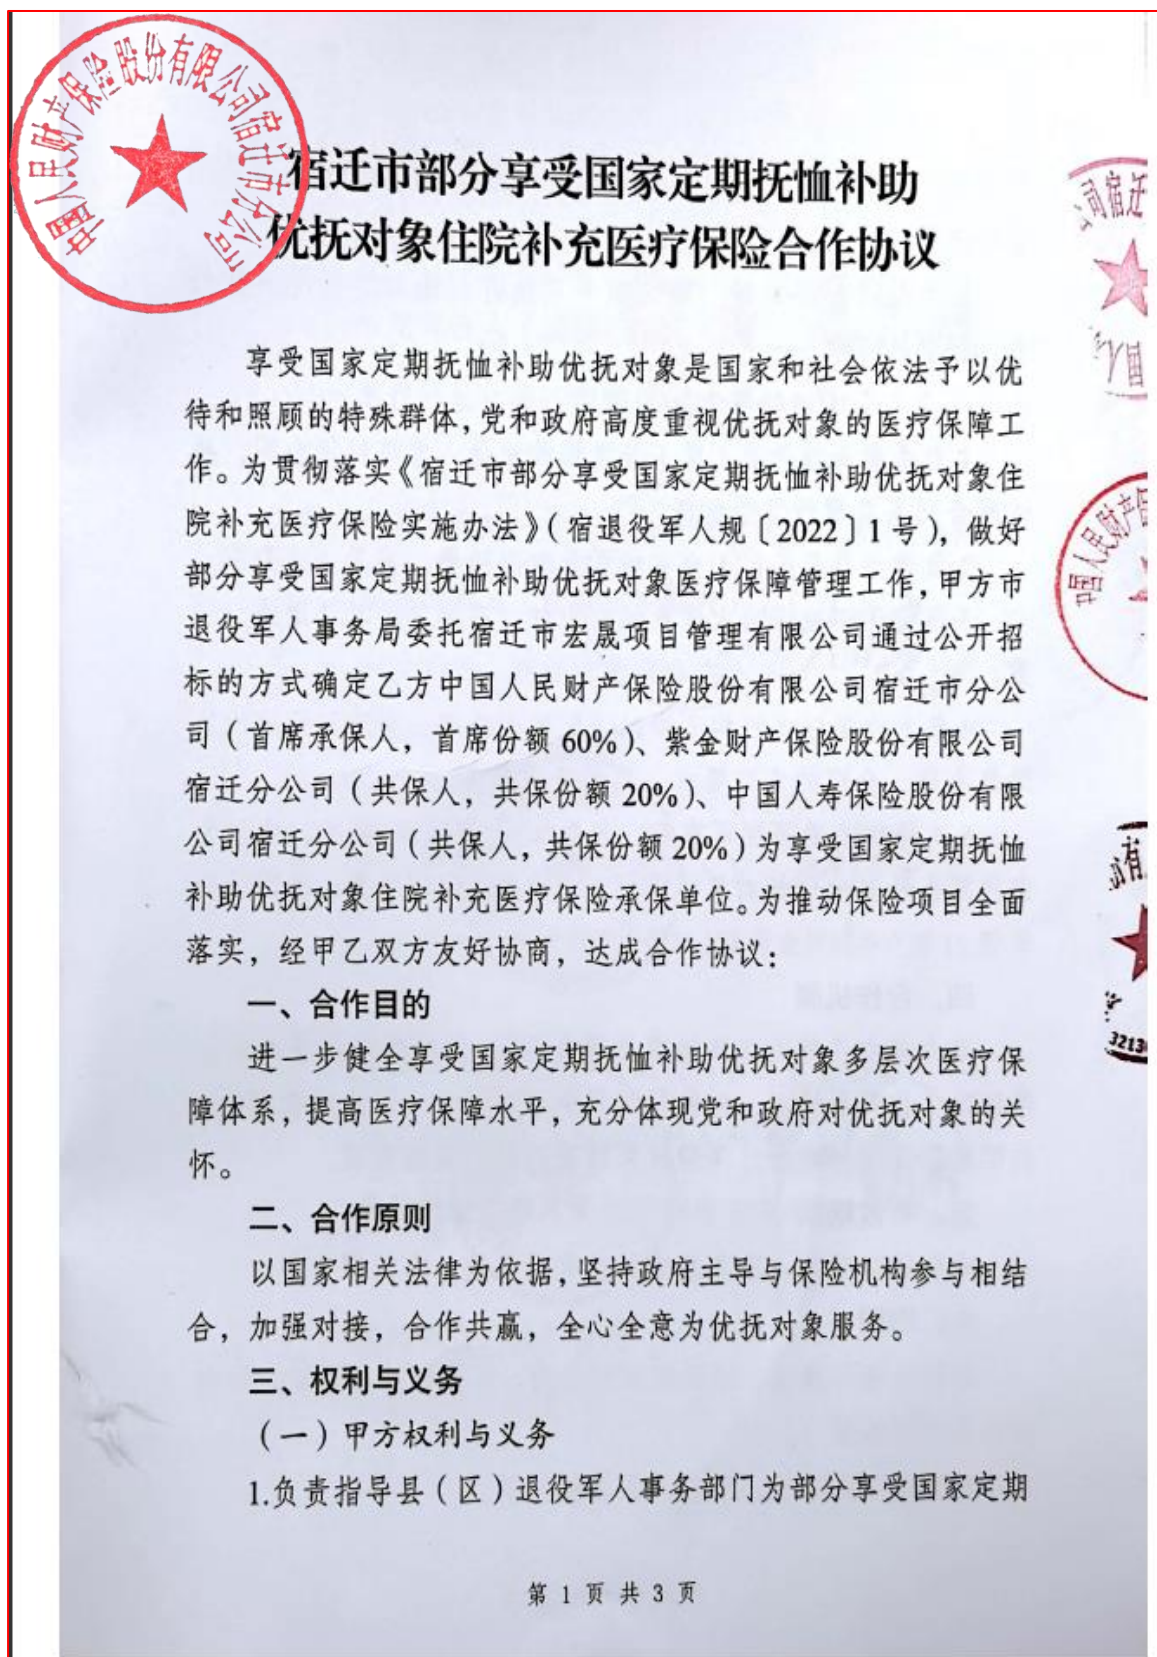 中国人民财产保险股份有限公司宿迁市分公司
宿迁市部分享受国家定期抚恤补助
优抚对象住院补充医疗保险合作协议
享受国家定期抚恤补助优抚对象是国家和社会依法予以优
待和照顾的特殊群体，党和政府高度重视优抚对象的医疗保障工
作。为贯彻落实《宿迁市部分享受国家定期抚恤补助优抚对象住
院补充医疗保险实施办法》（宿退役军人规〔2022〕1号），做好
部分享受国家定期抚恤补助优抚对象医疗保障管理工作，甲方市
退役军人事务局委托宿迁市宏晟项目管理有限公司通过公开招
标的方式确定乙方中国人民财产保险股份有限公司宿迁市分公
司（首席承保人，首席份额 60%）、紫金财产保险股份有限公司
宿迁分公司（共保人，共保份额 20%）、中国人寿保险股份有限
公司宿迁分公司（共保人，共保份额 20%）为享受国家定期抚恤
补助优抚对象住院补充医疗保险承保单位。为推动保险项目全面
落实，经甲乙双方友好协商，达成合作协议：
一、合作目的
进一步健全享受国家定期抚恤补助优抚对象多层次医疗保
障体系，提高医疗保障水平，充分体现党和政府对优抚对象的关
怀。
二、合作原则
以国家相关法律为依据，坚持政府主导与保险机构参与相结
合，加强对接，合作共赢，全心全意为优抚对象服务。
三、权利与义务
（一）甲方权利与义务
1.负责指导县（区）退役军人事务部门为部分享受国家定期
第 1 页 共 3 页
司宿迁
中国人民财产
有
3213